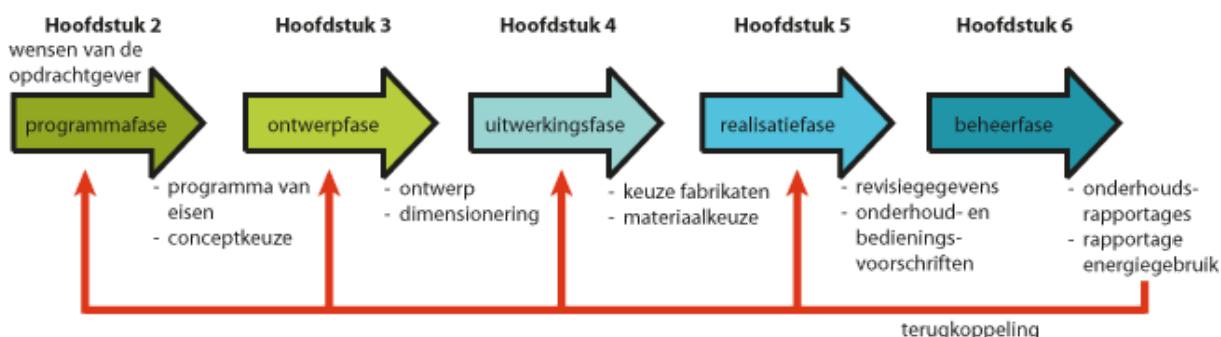 Hoofdstuk 2
Hoofdstuk 3
Hoofdstuk 4
Hoofdstuk 5
Hoofdstuk 6
wensen van de
opdrachtgever
programmafase
ontwerpfase
uitwerkingsfase
realisatiefase
beheerfase
- programma van
eisen
- conceptkeuze
- ontwerp
- dimensionering
- keuze fabrikaten
- materiaalkeuze
- revisiegegevens
- onderhoud- en
bedienings-
voorschriften
- onderhouds-
rapportages
- rapportage
energiegebruik
terugkoppeling